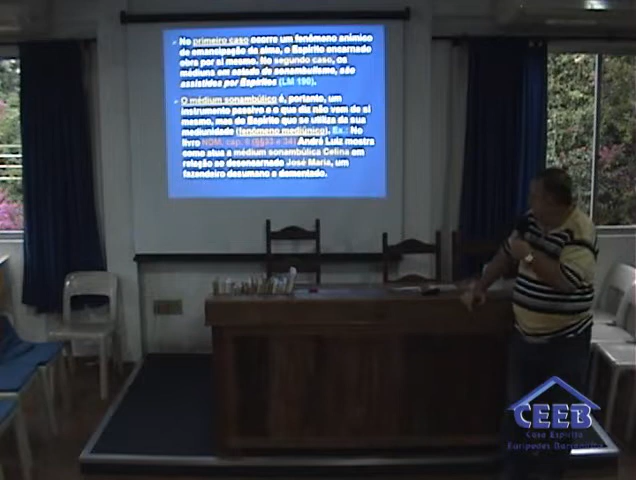 No primeiro caso ocorre um fenômeno anímico
de emancipação da alma, o Espírito encarnado
obra por si mesmo. No segundo caso, os
médiuns em estado de sonambulismo, são
assistidos por Espíritos (LM 190).
O médium sonambúlico é, portanto, um
instrumento passivo e o que diz não vem de si
mesmo, mas do Espírito que se utiliza da sua
mediunidade (fenômeno mediúnico). Ex.: No
livro NDM, cap. 8 (§§33 e 34) André Luiz mostra
como atua a médium sonambúlica Celina em
relação ao desencarnado José Maria, um
fazendeiro desumano e dementado.
CEEB
Casa Espírita
Eurípedes Barsanulfo